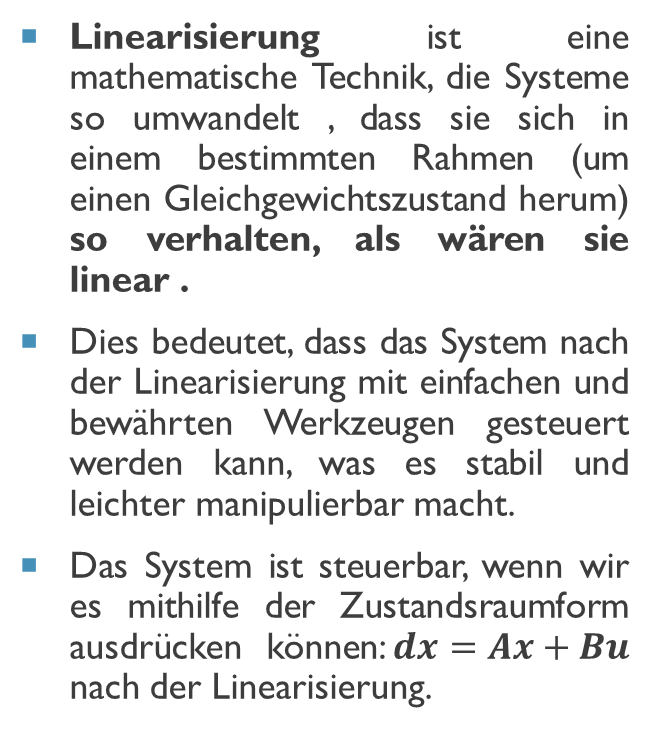 Linearisierung ist eine
mathematische Technik, die Systeme
so umwandelt , dass sie sich in
einem bestimmten Rahmen (um
einen Gleichgewichtszustand herum)
so verhalten, als wären sie
linear .
Dies bedeutet, dass das System nach
der Linearisierung mit einfachen und
bewährten Werkzeugen gesteuert
werden kann, was es stabil und
leichter manipulierbar macht.
Das System ist steuerbar, wenn wir
es mithilfe der Zustandsraumform
ausdrücken können: dx = Ax + Bu
nach der Linearisierung.